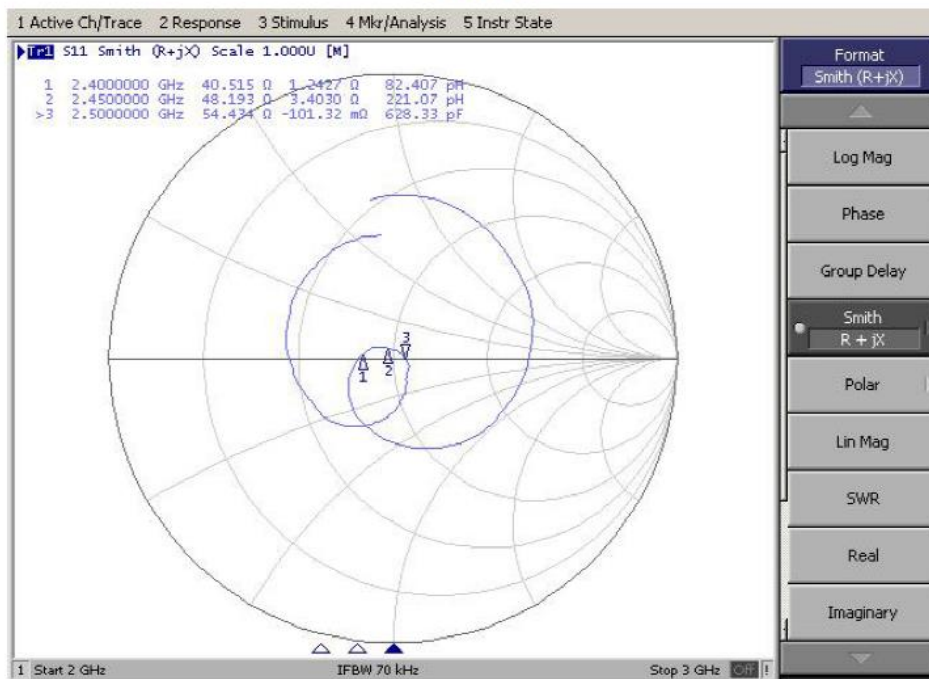 1 Active Ch/Trace 2 Response 3 Stimulus 4 Mkr/Analysis 5 Instr State
Tr1 S11 Smith (R+jX) Scale 1.000U [M]
1 2.4000000 GHz 40.515 Ω 1.2427 Ω 82.407 pH
2 2.4500000 GHz 48.193 Ω 3.4030 Ω 221.07 pH
>3 2.5000000 GHz 54.434 Ω -101.32 mΩ 628.33 pF
3
1
2
1 Start 2 GHz IFBW 70 kHz Stop 3 GHz Off !
Format
Smith (R+jX)
Log Mag
Phase
Group Delay
Smith
R + jX
Polar
Lin Mag
SWR
Real
Imaginary